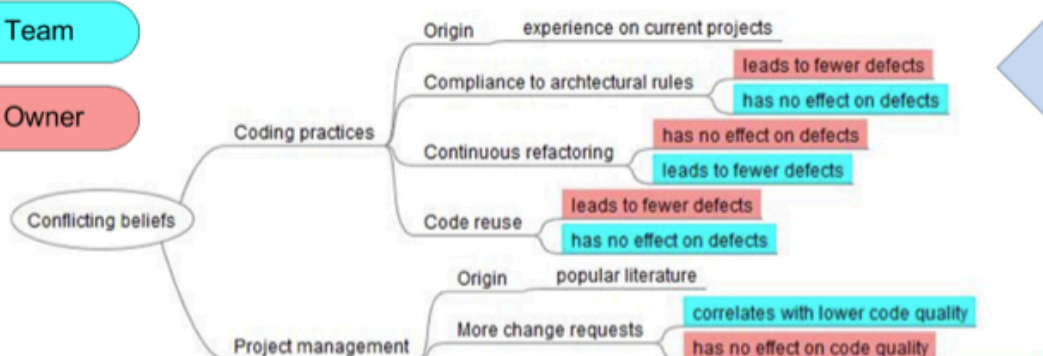 Team
Owner
Conflicting beliefs
Coding practices
Origin
experience on current projects
Compliance to archtectural rules
leads to fewer defects
has no effect on defects
Continuous refactoring
has no effect on defects
leads to fewer defects
Code reuse
leads to fewer defects
has no effect on defects
Project management
Origin
popular literature
More change requests
correlates with lower code quality
has no effect on code quality